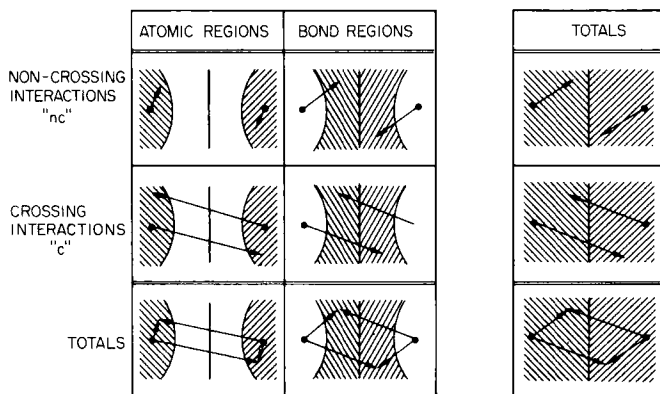 ATOMIC REGIONS
BOND REGIONS
TOTALS
NON-CROSSING
INTERACTIONS
"nc"
CROSSING
INTERACTIONS
"c"
TOTALS